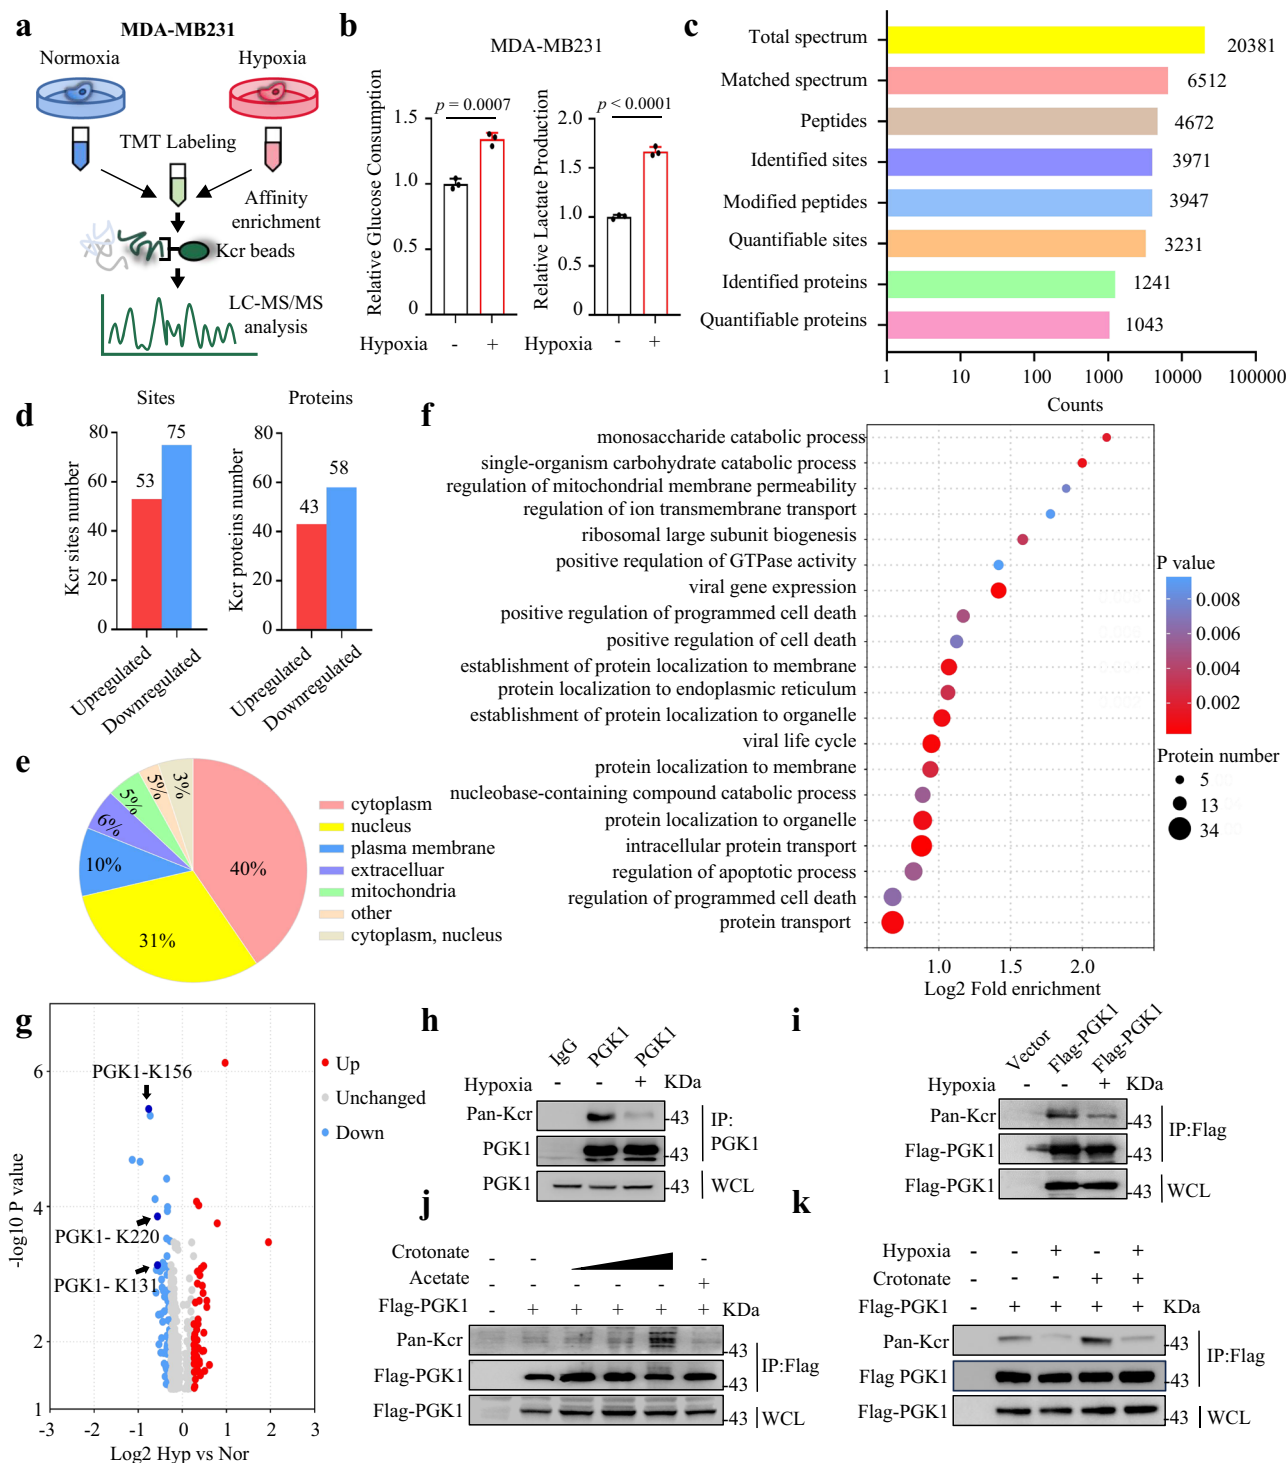 a
MDA-MB231
Normoxia
Hypoxia
TMT Labeling
Affinity
enrichment
Kcr beads
LC-MS/MS
analysis
b
MDA-MB231
p = 0.0007
Relative Glucose Consumption
1.5
1.0
0.5
0
Hypoxia - +
p < 0.0001
Relative Lactate Production
2.0
1.5
1.0
0.5
0
Hypoxia - +
c
Total spectrum 20381
Matched spectrum 6512
Peptides 4672
Identified sites 3971
Modified peptides 3947
Quantifiable sites 3231
Identified proteins 1241
Quantifiable proteins 1043
1 10 100 1000 10000 100000
Counts
d
Sites
Kcr sites number
80
60
40
20
0
53
75
Upregulated
Downregulated
Proteins
Kcr proteins number
80
60
40
20
0
43
58
Upregulated
Downregulated
e
40%
31%
10%
6%
5%
5%
3%
cytoplasm
nucleus
plasma membrane
extracelluar
mitochondria
other
cytoplasm, nucleus
f
monosaccharide catabolic process
single-organism carbohydrate catabolic process
regulation of mitochondrial membrane permeability
regulation of ion transmembrane transport
ribosomal large subunit biogenesis
positive requlation of GTPase activity
viral gene expression
positive regulation of programmed cell death
positive regulation of cell death
establishment of protein localization to membrane
protein localization to endoplasmic reticulum
establishment of protein localization to organelle
viral life cycle
protein localization to membrane
nucleobase-containing compound catabolic process
protein localization to organelle
intracellular protein transport
regulation of apoptotic process
regulation of programmed cell death
protein transport
1.0 1.5 2.0
Log2 Fold enrichment
P value
0.008
0.006
0.004
0.002
Protein number
5
13
34
g
-log10 P value
6
4
2
1
PGK1-K156
PGK1- K220
PGK1- K131
Up
Unchanged
Down
-3 -2 -1 0 1 2 3
Log2 Hyp vs Nor
h
IgG PGK1 PGK1
Hypoxia - - + KDa
Pan-Kcr -43
PGK1 -43
IP:
PGK1
PGK1 -43 WCL
i
Vector Flag-PGK1 Flag-PGK1
Hypoxia - - + KDa
Pan-Kcr -43
IP:Flag
Flag-PGK1 -43
Flag-PGK1 -43 WCL
j
Crotonate - - -
Acetate - - - - - +
Flag-PGK1 - + + + + + KDa
Pan-Kcr -43
IP:Flag
Flag-PGK1 -43
Flag-PGK1 -43 WCL
k
Hypoxia - - + - +
Crotonate - - - + +
Flag-PGK1 - + + + + KDa
Pan-Kcr -43
IP:Flag
Flag PGK1 -43
Flag-PGK1 -43 WCL